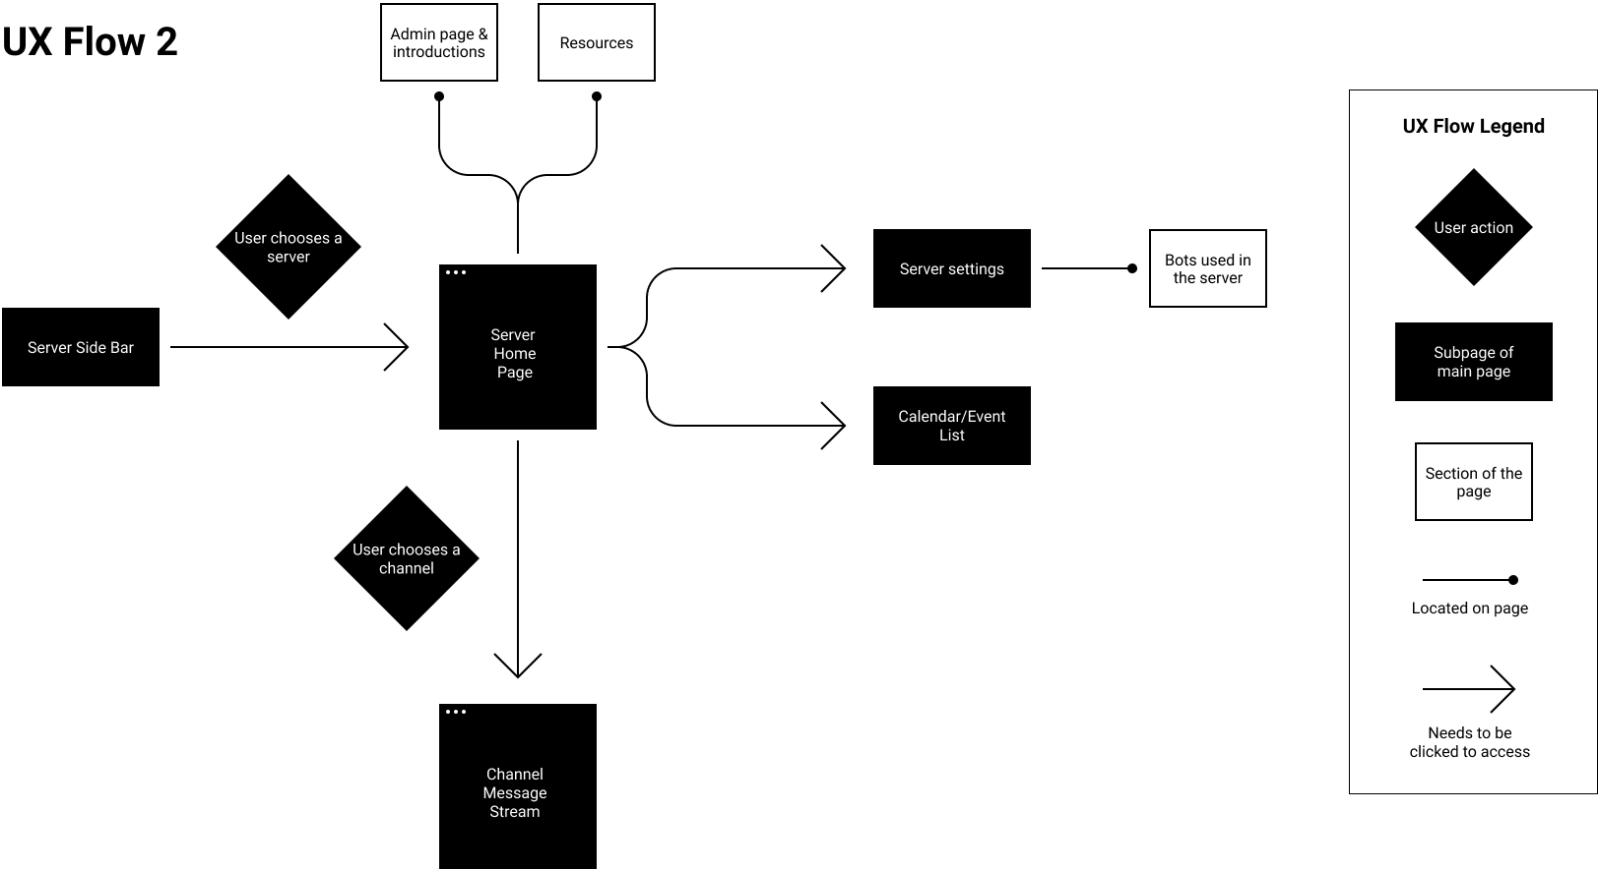 UX Flow 2
Admin page &
introductions
Resources
User chooses a
server
Server Side Bar
Server
Home
Page
Server settings
Bots used in
the server
Calendar/Event
List
User chooses a
channel
Channel
Message
Stream
UX Flow Legend
User action
Subpage of
main page
Section of the
page
Located on page
Needs to be
clicked to access